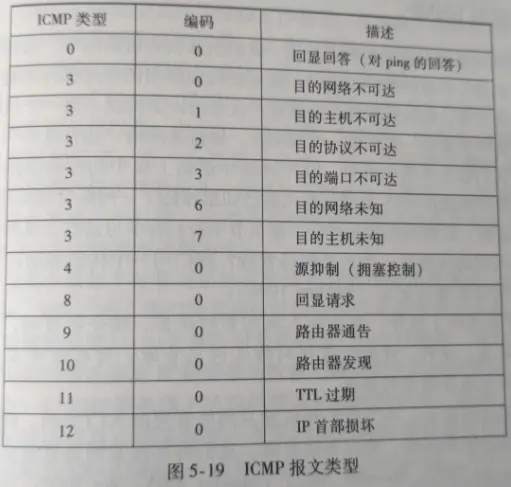 ICMP 类型 编码 描述
0 0 回显回答（对 ping 的回答）
3 0 目的网络不可达
3 1 目的主机不可达
3 2 目的协议不可达
3 3 目的端口不可达
3 6 目的网络未知
3 7 目的主机未知
4 0 源抑制（拥塞控制）
8 0 回显请求
9 0 路由器通告
10 0 路由器发现
11 0 TTL 过期
12 0 IP 首部损坏
图 5-19 ICMP 报文类型